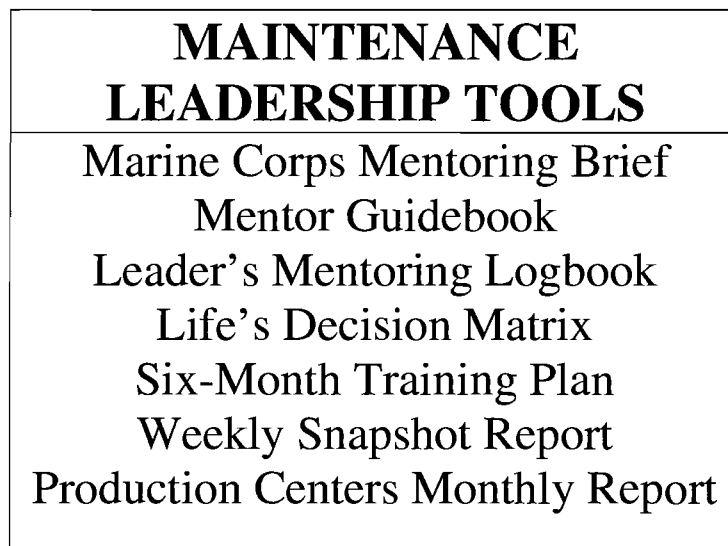 MAINTENANCE
LEADERSHIP TOOLS
Marine Corps Mentoring Brief
Mentor Guidebook
Leader's Mentoring Logbook
Life's Decision Matrix
Six-Month Training Plan
Weekly Snapshot Report
Production Centers Monthly Report